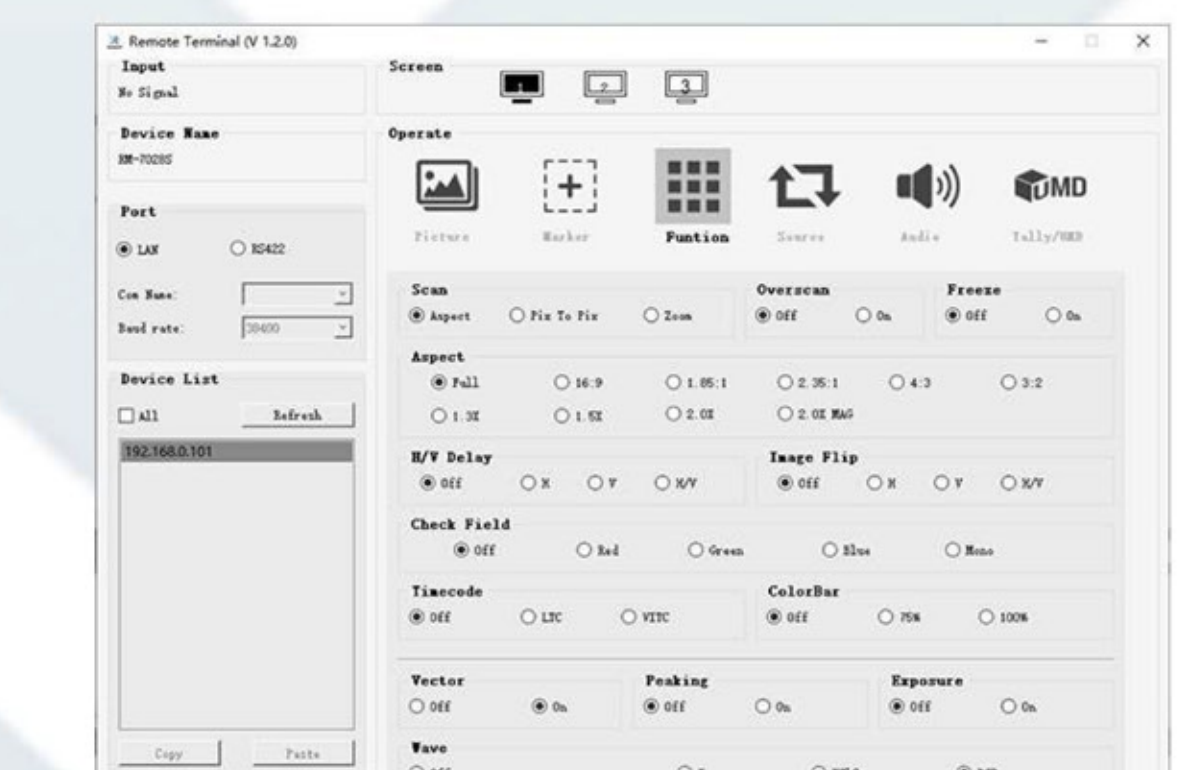 Remote Terminal (V 1.2.0)
Input
No Signal
Screen
1 2 3
Device Name
RM-7028S
Operate
UMD
Picture Marker Funtion Source Audio Tally/UMD
Port
LAN RS422
Com Name:
Baud rate: 38400
Scan Overscan Freeze
Aspect Pix To Pix Zoom Off On Off On
Aspect
Full 16:9 1.85:1 2.35:1 4:3 3:2
1.3X 1.5X 2.0X 2.0X MAG
Device List
All Refresh
192.168.0.101
H/V Delay Image Flip
Off H V H/V Off H V H/V
Check Field
Off Red Green Blue Mono
Timecode ColorBar
Off LTC VITC Off 75% 100%
Vector Peaking Exposure
Off On Off On Off On
Copy Paste
Wave
Off